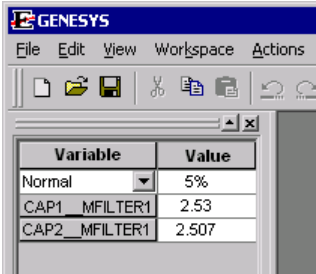 GENESYS
File Edit View Workspace Actions
Variable Value
Normal 5%
CAP1__MFILTER1 2.53
CAP2__MFILTER1 2.507